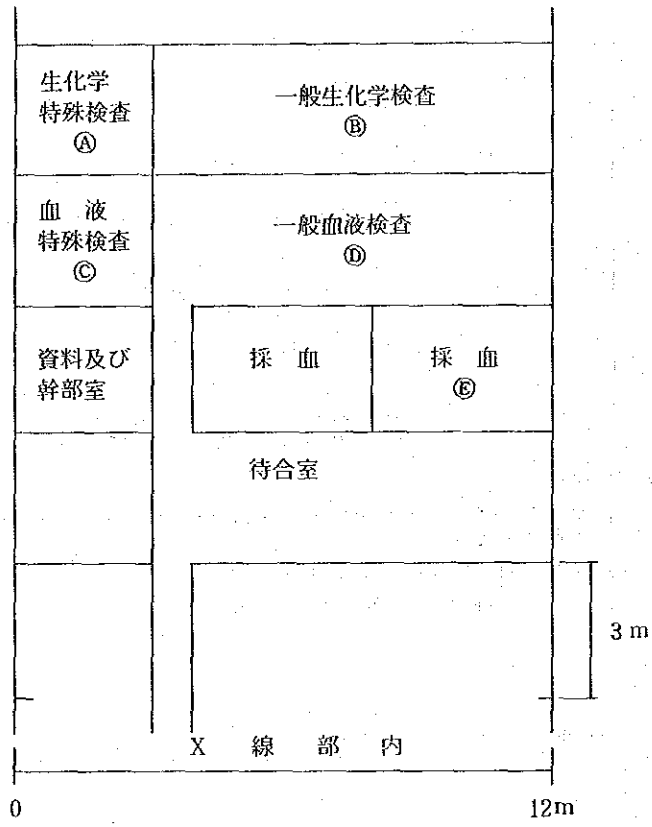 生化学
特殊検査
Ⓐ
一般生化学検査
Ⓑ
血液
特殊検査
Ⓒ
一般血液検査
Ⓓ
資料及び
幹部室
採血
採血
Ⓔ
待合室
3m
X線部内
0
12m